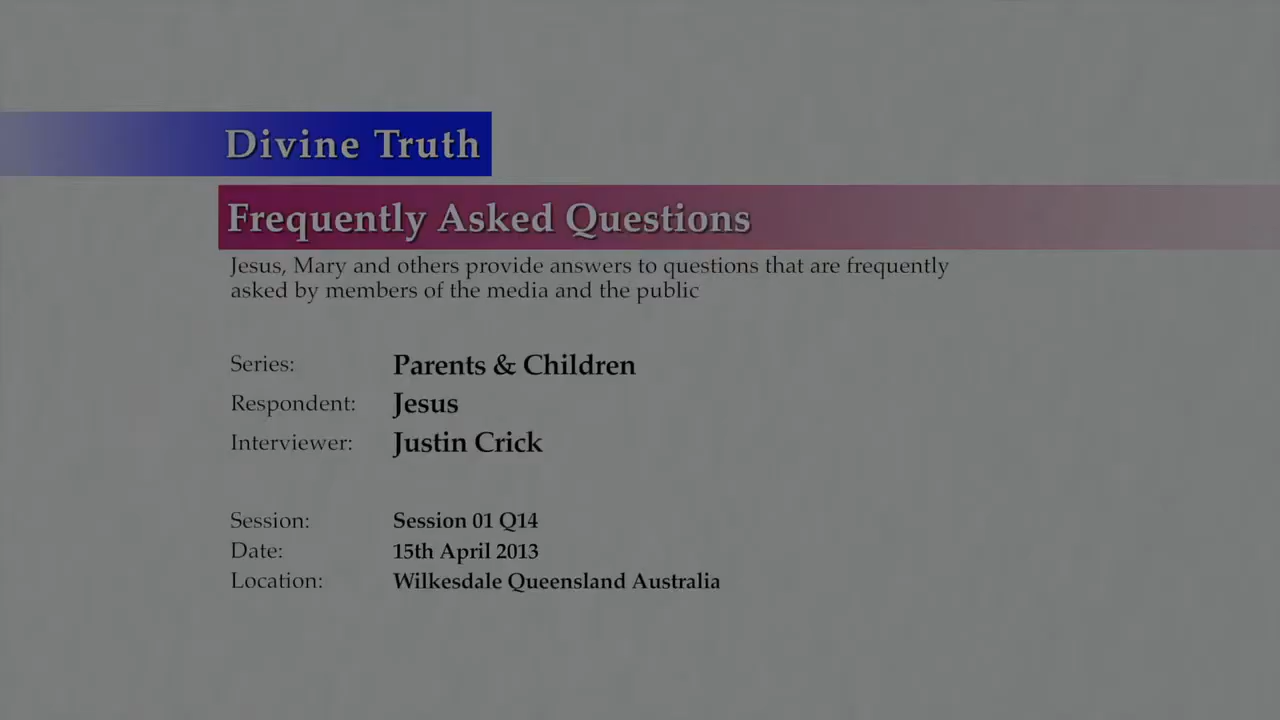 Divine Truth
Frequently Asked Questions
Jesus, Mary and others provide answers to questions that are frequently
asked by members of the media and the public
Series: Parents & Children
Respondent: Jesus
Interviewer: Justin Crick
Session: Session 01 Q14
Date: 15th April 2013
Location: Wilkesdale Queensland Australia